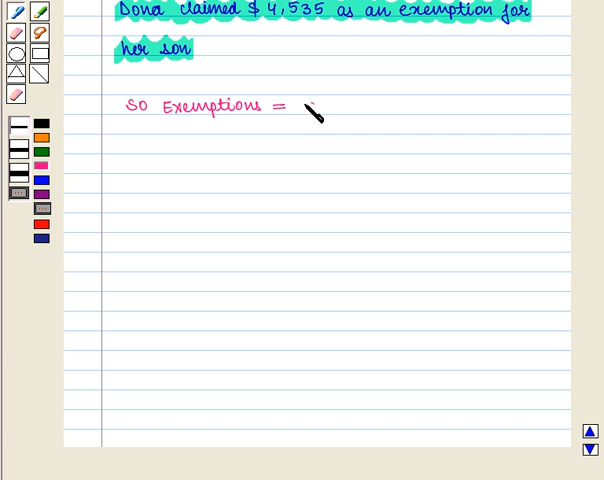 Dona claimed $ 4,535 as an exemption for
her son
So Exemptions =